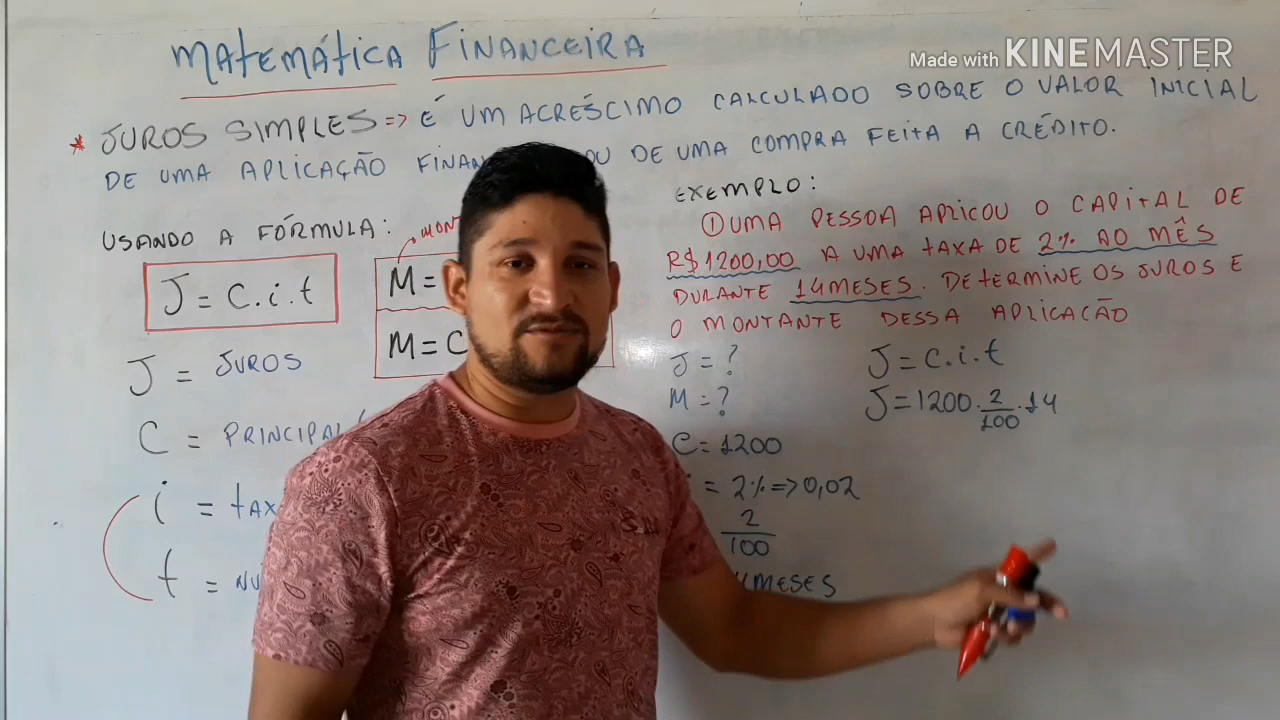 Made with KINEMASTER
MATEMÁTICA FINANCEIRA
* JUROS SIMPLES => É UM ACRÉSCIMO CALCULADO SOBRE O VALOR INICIAL
DE UMA APLICAÇÃO OU DE UMA COMPRA FEITA A CRÉDITO.
USANDO A FÓRMULA:
J = C.i.t
M =
M = C
J = JUROS
C = PRINCIPAL
i =
t =
EXEMPLO:
① UMA PESSOA APLICOU O CAPITAL DE
R$1200,00 A UMA TAXA DE 2% AO MÊS
DURANTE 14 MESES. DETERMINE OS JUROS E
O MONTANTE DESSA APLICACÃO
J = ?
M = ?
C = 1200
= 2% => 0,02
2/100
MESES
J = C.i.t
J = 1200 . 2/100 . 14